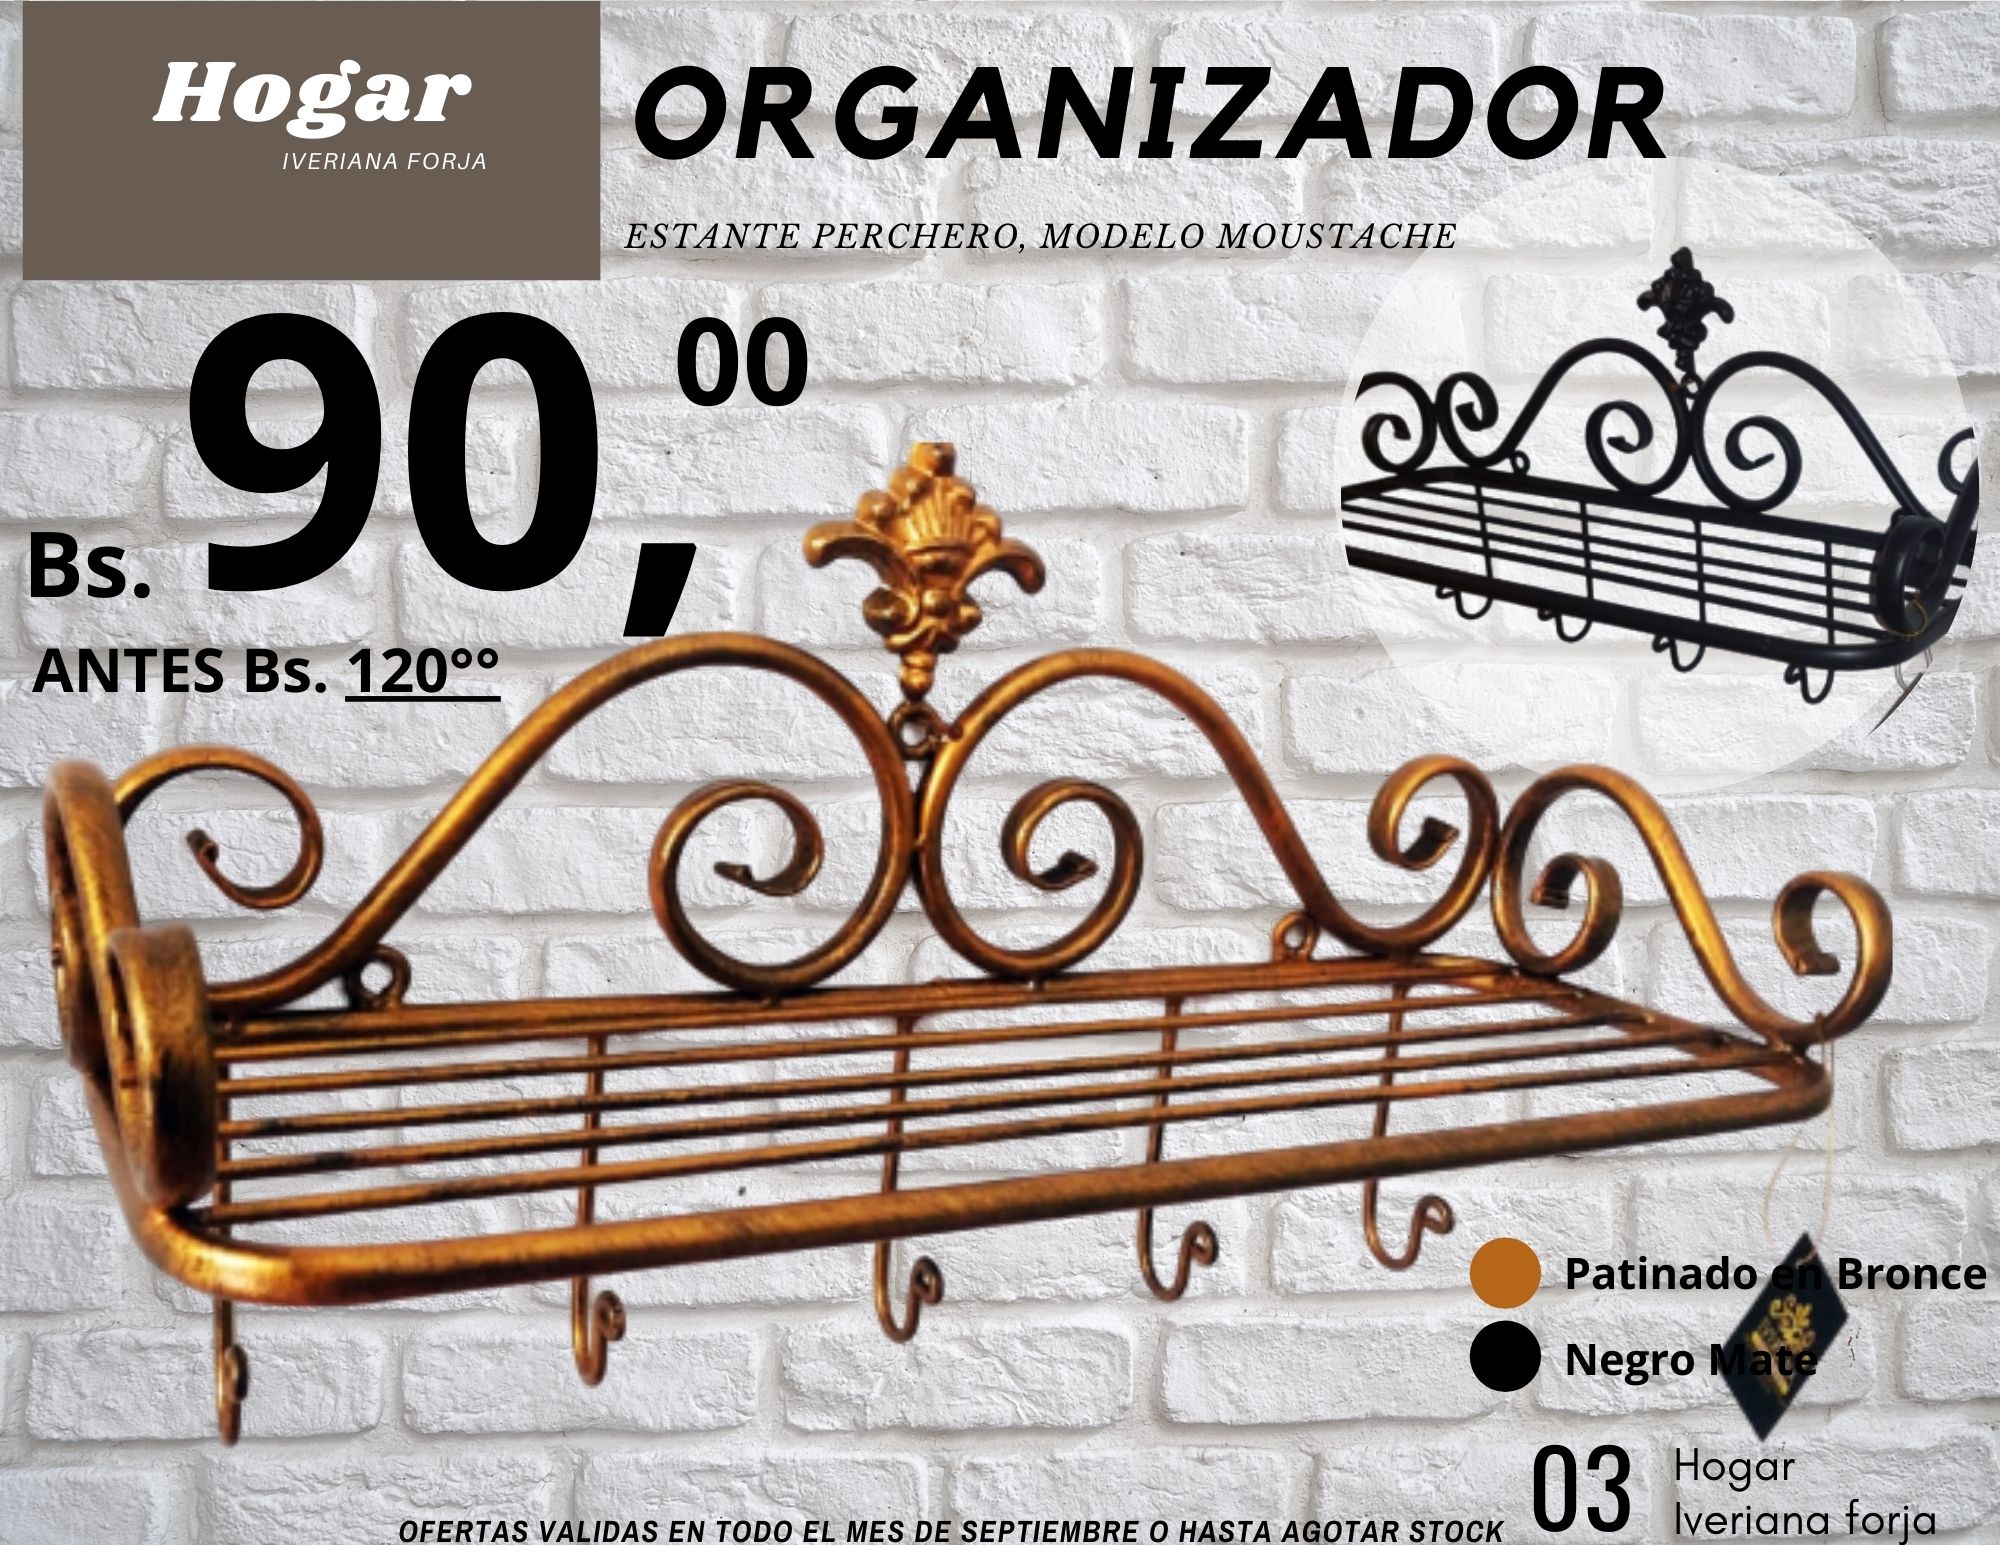 Hogar
IVERIANA FORJA
ORGANIZADOR
ESTANTE PERCHERO, MODELO MOUSTACHE
Bs. 90,00
ANTES Bs. 120°°
Patinado en Bronce
Negro Mate
03
Hogar
Iveriana forja
OFERTAS VALIDAS EN TODO EL MES DE SEPTIEMBRE O HASTA AGOTAR STOCK